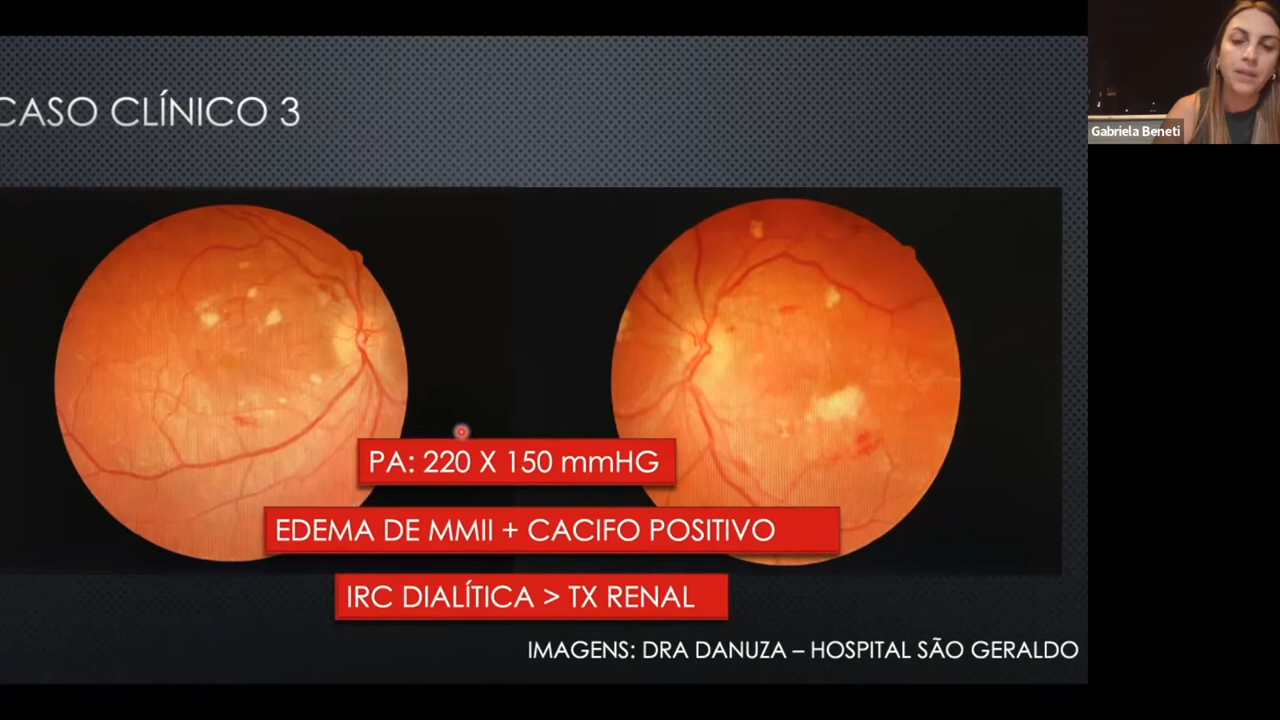 CASO CLÍNICO 3
Gabriela Beneti
PA: 220 X 150 mmHG
EDEMA DE MMII + CACIFO POSITIVO
IRC DIALÍTICA > TX RENAL
IMAGENS: DRA DANUZA – HOSPITAL SÃO GERALDO